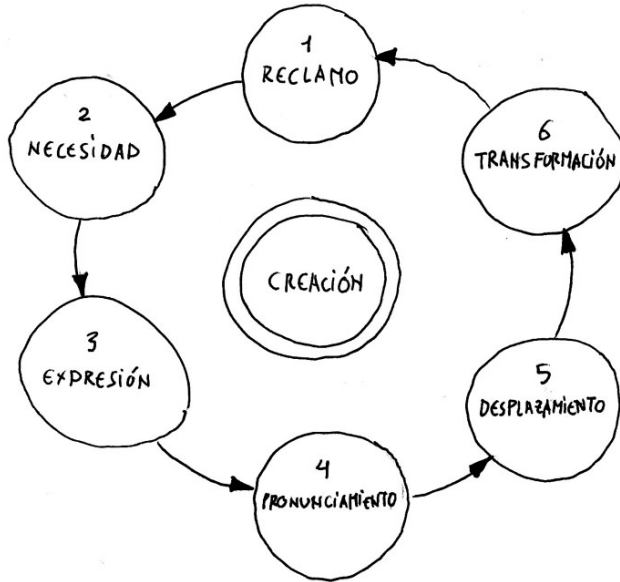 1
RECLAMO
2
NECESIDAD
3
EXPRESIÓN
4
PRONUNCIAMIENTO
5
DESPLAZAMIENTO
6
TRANSFORMACIÓN
CREACIÓN